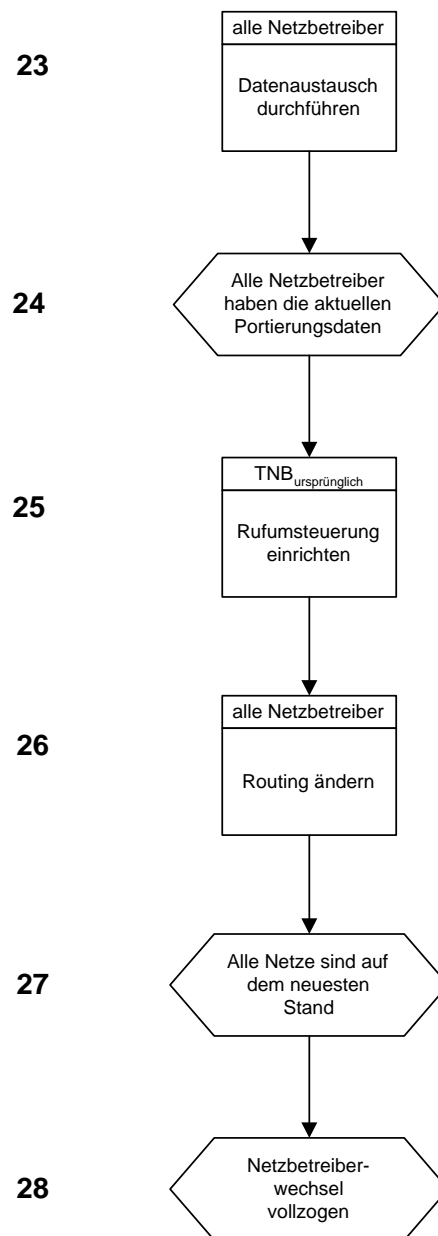 alle Netzbetreiber
23
Datenaustausch
durchführen
24
Alle Netzbetreiber
haben die aktuellen
Portierungsdaten
25
TNBursprünglich
Rufumsteuerung
einrichten
26
alle Netzbetreiber
Routing ändern
27
Alle Netze sind auf
dem neuesten
Stand
28
Netzbetreiber-
wechsel
vollzogen